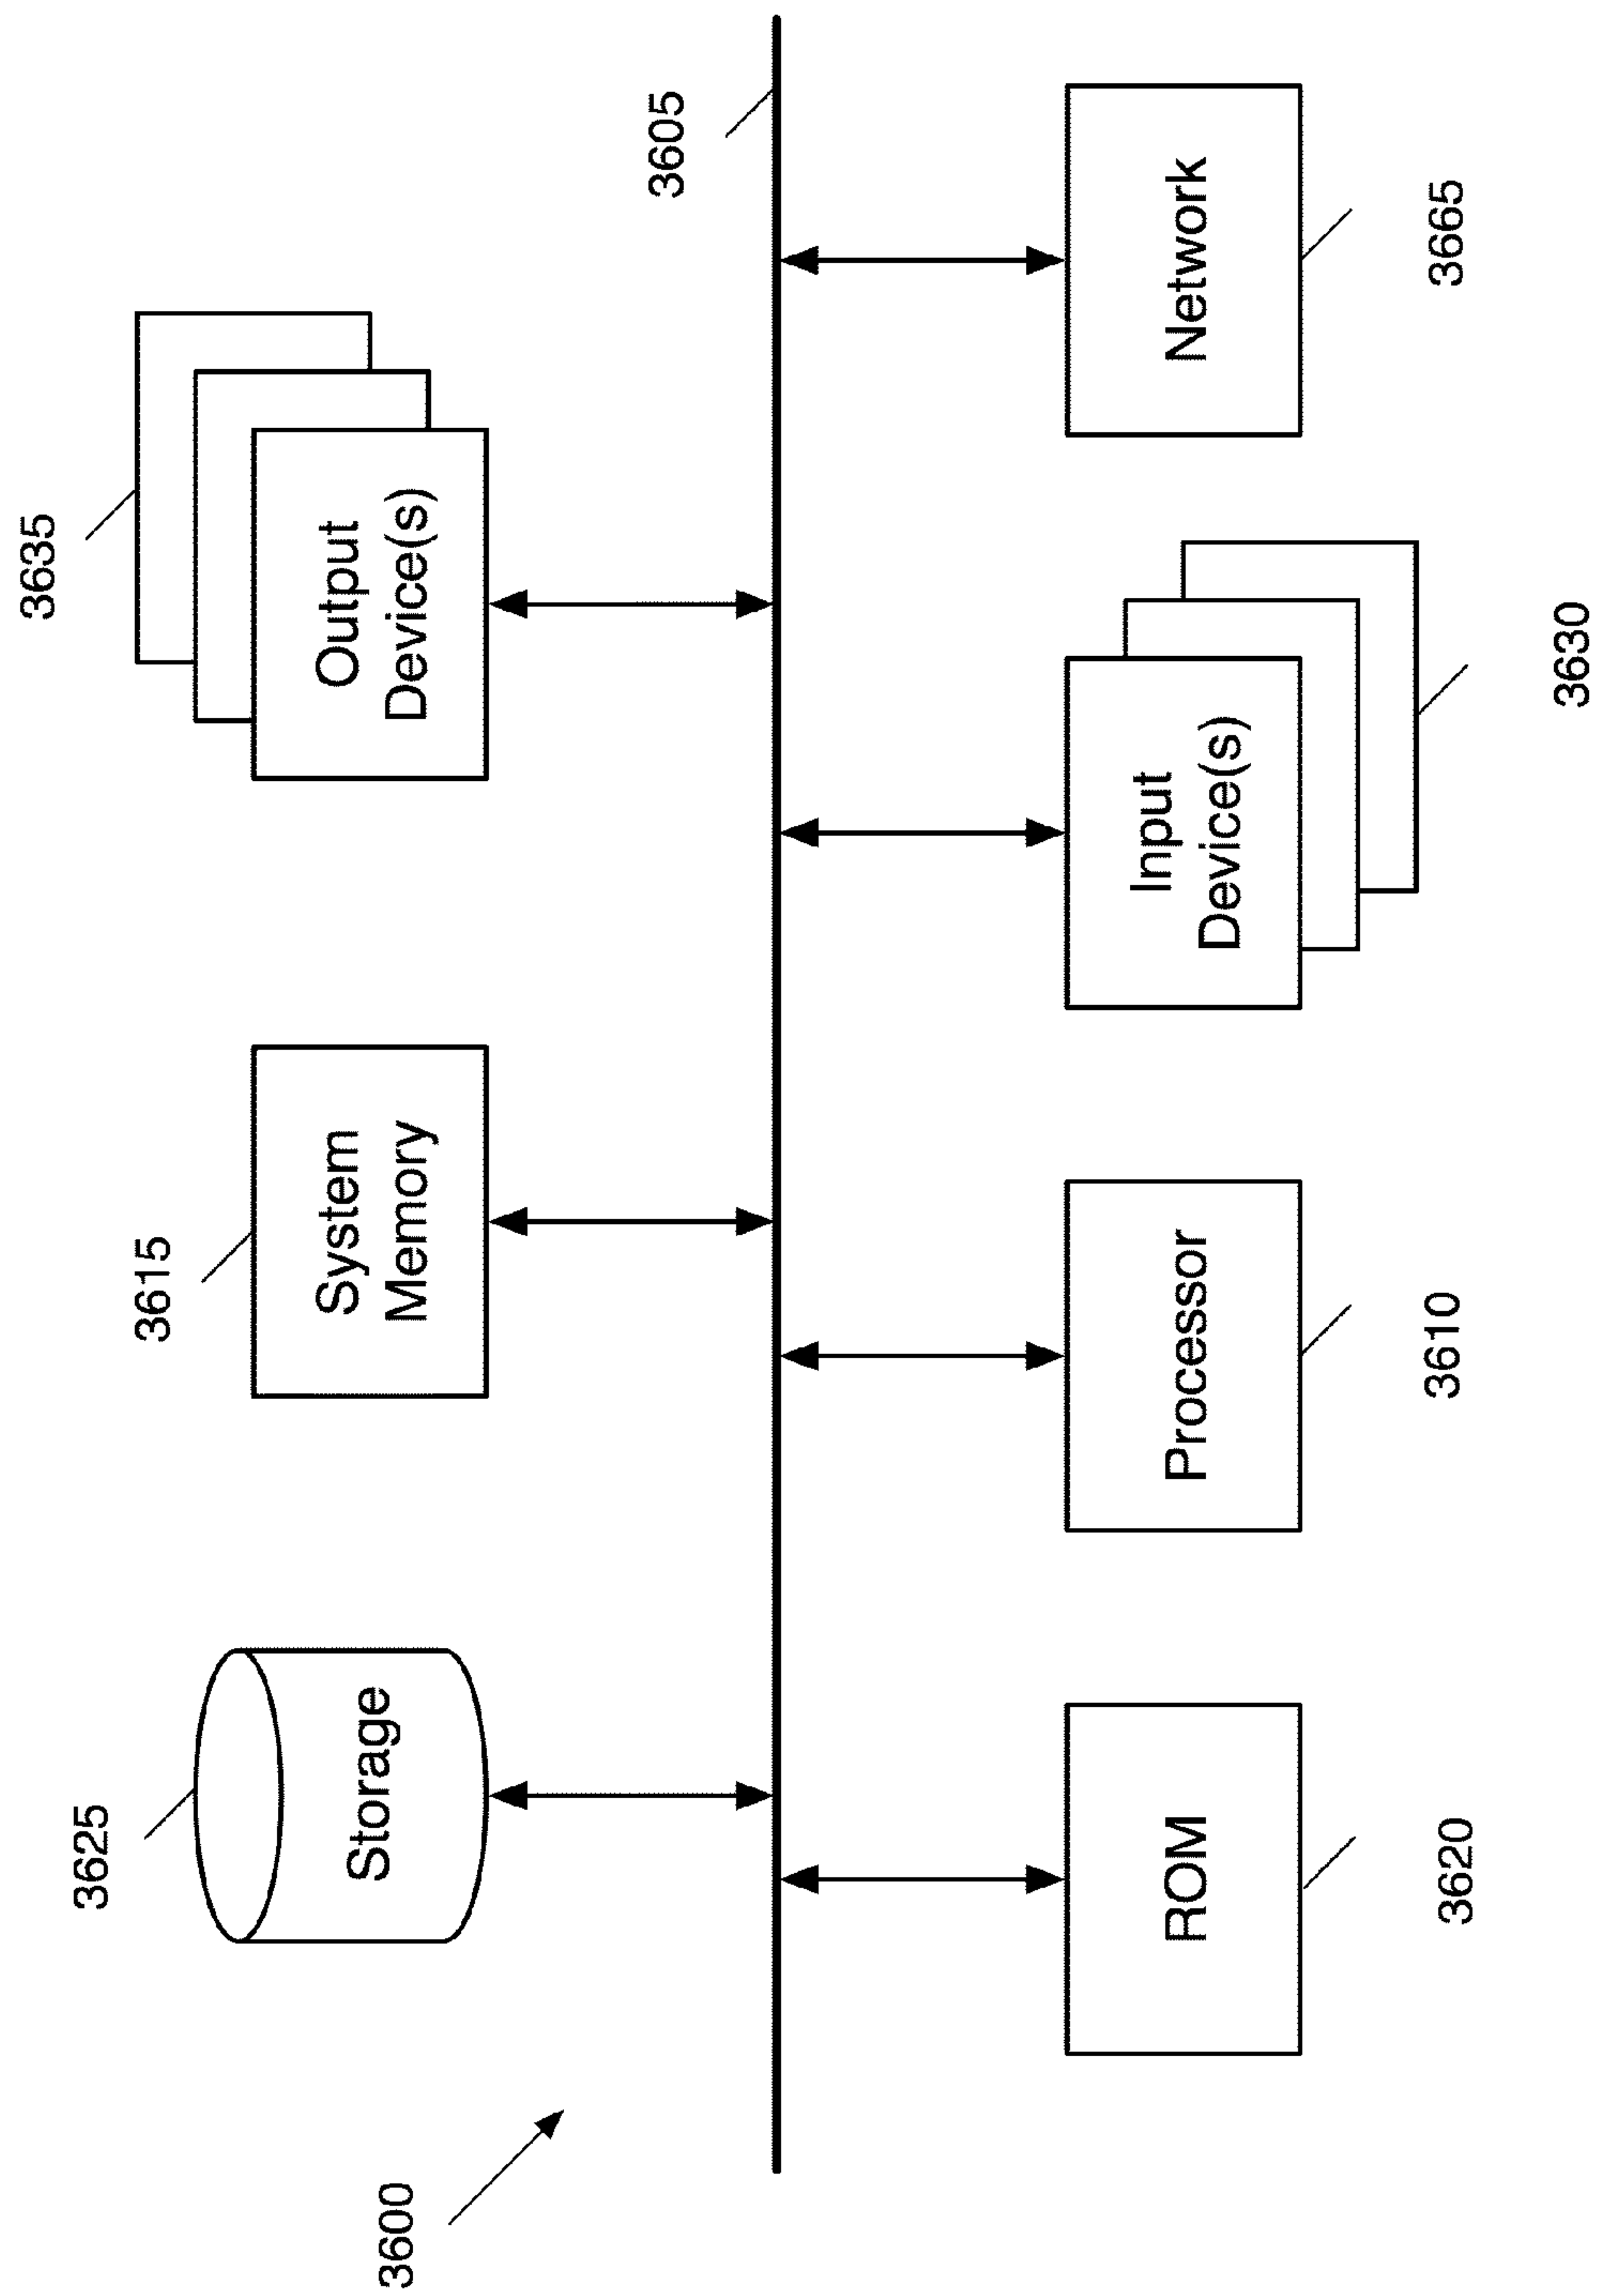 3625
3615
3635
Storage
System
Memory
Output
Device(s)
3600
3605
ROM
Processor
Input
Device(s)
Network
3620
3610
3630
3665